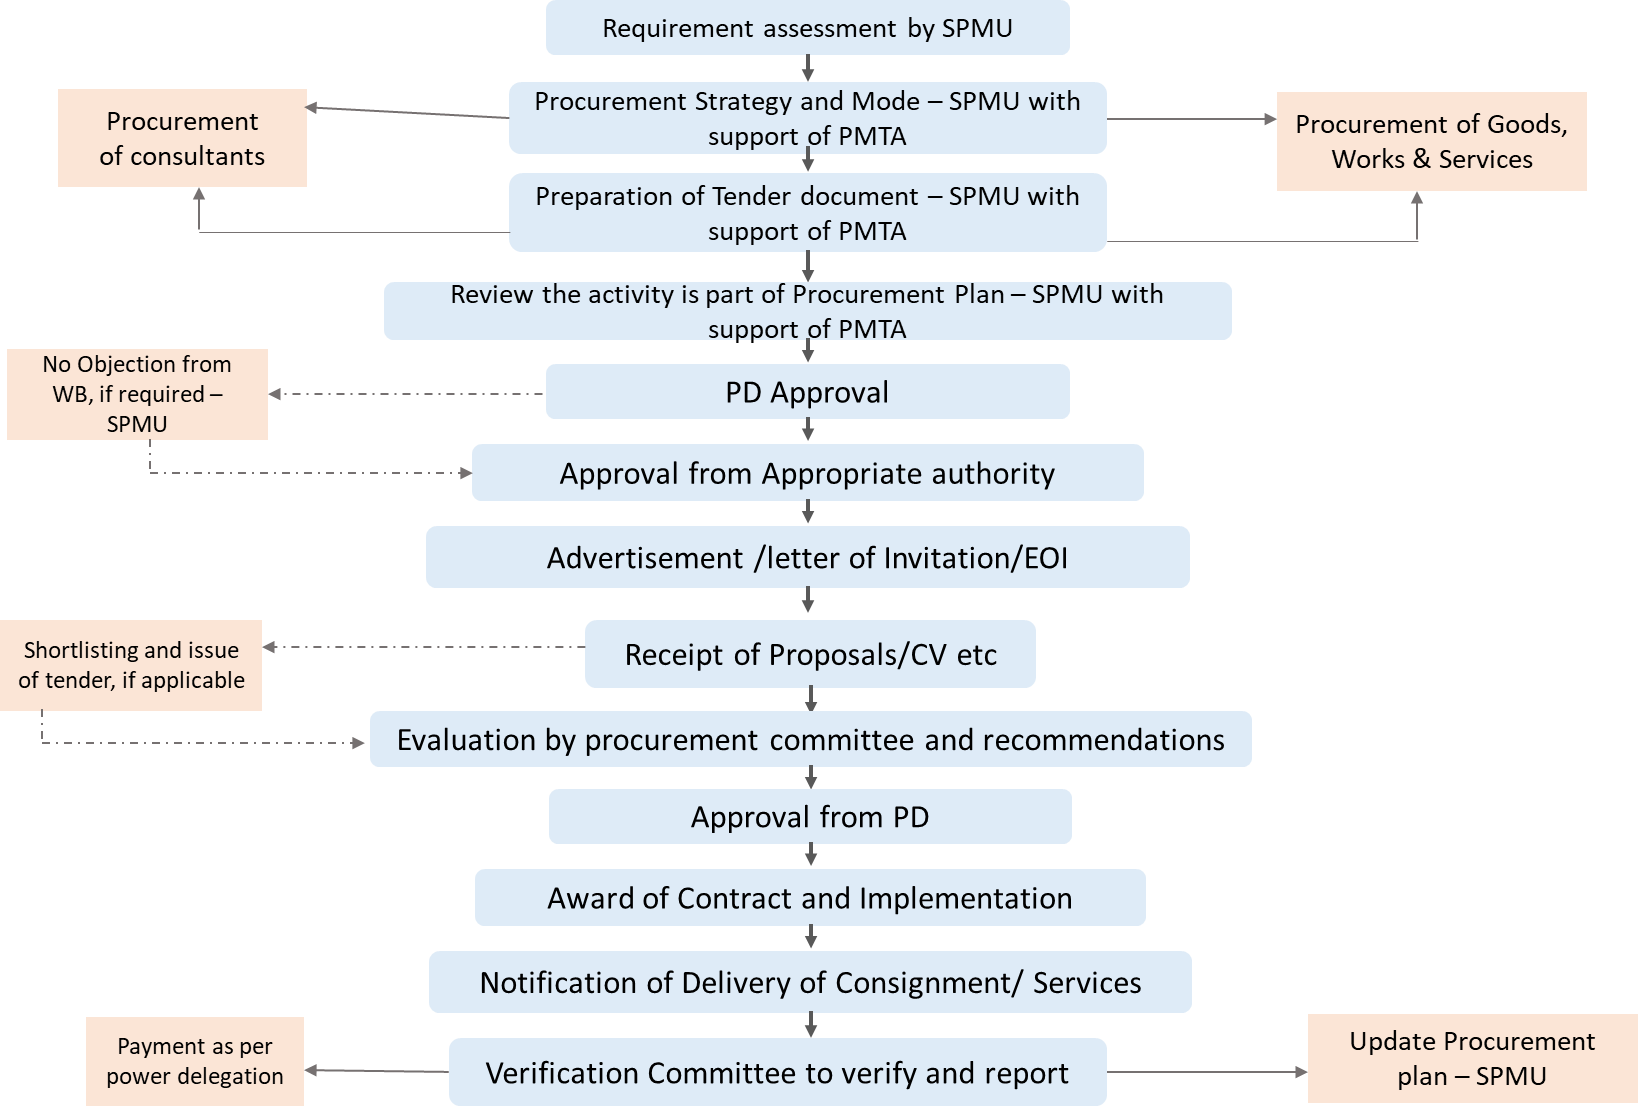 Requirement assessment by SPMU
Procurement Strategy and Mode – SPMU with
support of PMTA
Procurement
of consultants
Procurement of Goods,
Works & Services
Preparation of Tender document – SPMU with
support of PMTA
Review the activity is part of Procurement Plan – SPMU with
support of PMTA
No Objection from
WB, if required –
SPMU
PD Approval
Approval from Appropriate authority
Advertisement /letter of Invitation/EOI
Receipt of Proposals/CV etc
Shortlisting and issue
of tender, if applicable
Evaluation by procurement committee and recommendations
Approval from PD
Award of Contract and Implementation
Notification of Delivery of Consignment/ Services
Payment as per
power delegation
Verification Committee to verify and report
Update Procurement
plan – SPMU